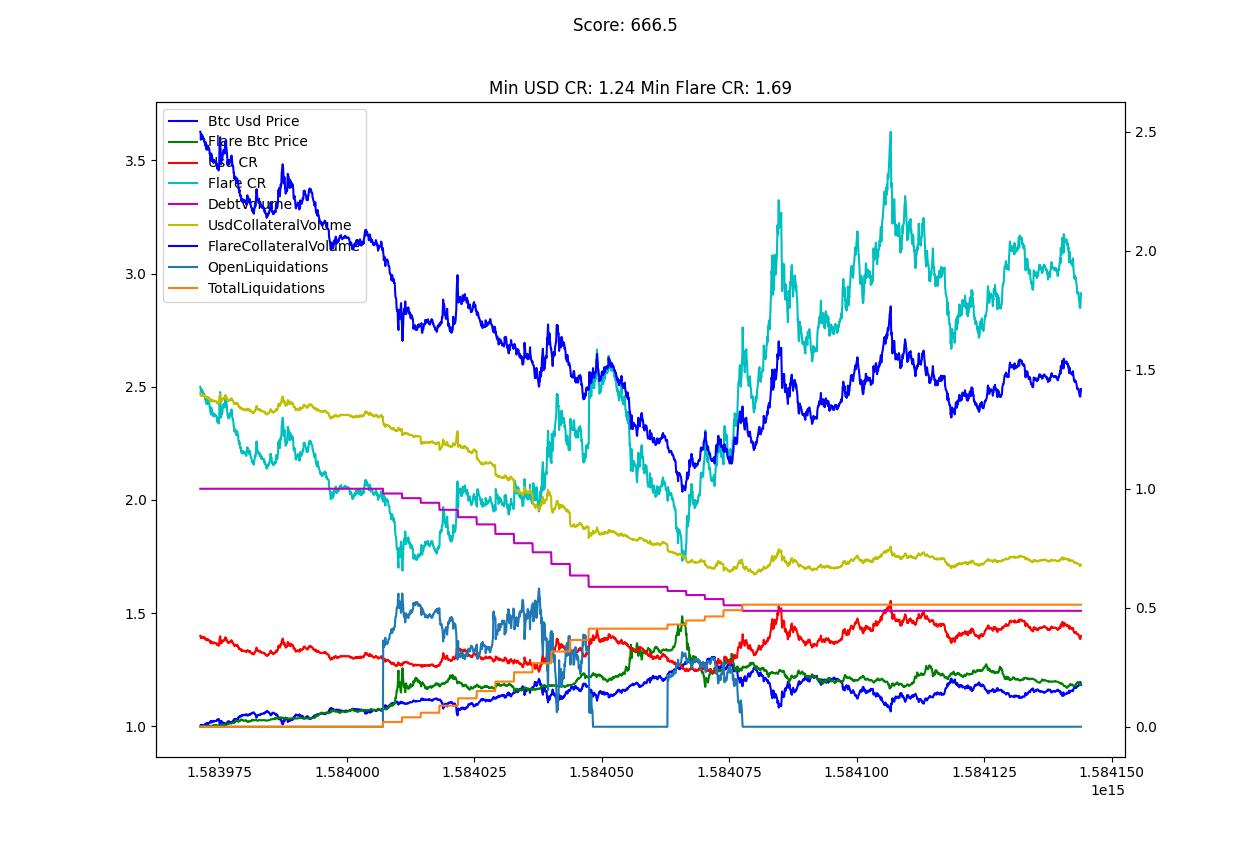 Score: 666.5
Min USD CR: 1.24 Min Flare CR: 1.69
Btc Usd Price
Flare Btc Price
Usd CR
Flare CR
DebtVolume
UsdCollateralVolume
FlareCollateralVolume
OpenLiquidations
TotalLiquidations
3.5
3.0
2.5
2.0
1.5
1.0
2.5
2.0
1.5
1.0
0.5
0.0
1.583975 1.584000 1.584025 1.584050 1.584075 1.584100 1.584125 1.584150
1e15